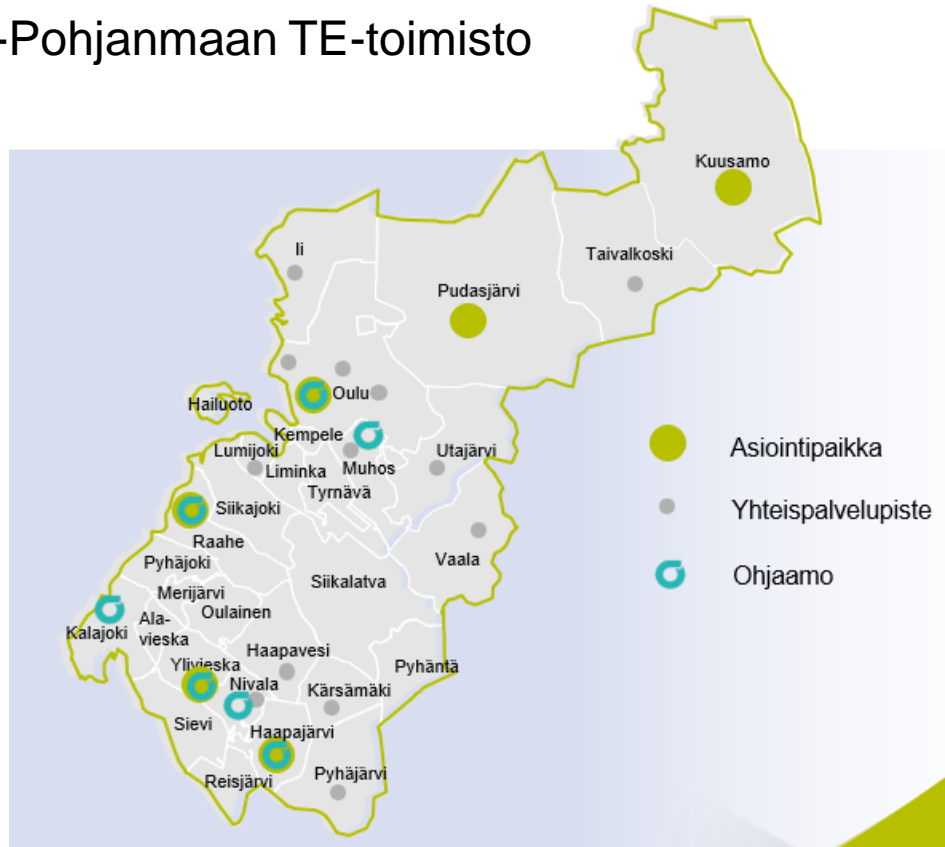 -Pohjanmaan TE-toimisto
Kuusamo
Taivalkoski
Ii
Pudasjärvi
Oulu
Hailuoto
Kempele
Lumijoki
Liminka
Muhos
Utajärvi
Tyrnävä
Siikajoki
Raahe
Vaala
Pyhäjoki
Siikalatva
Merijärvi
Oulainen
Kalajoki
Ala-
vieska
Haapavesi
Ylivieska
Pyhäntä
Nivala
Kärsämäki
Sievi
Haapajärvi
Reisjärvi
Pyhäjärvi
Asiointipaikka
Yhteispalvelupiste
Ohjaamo